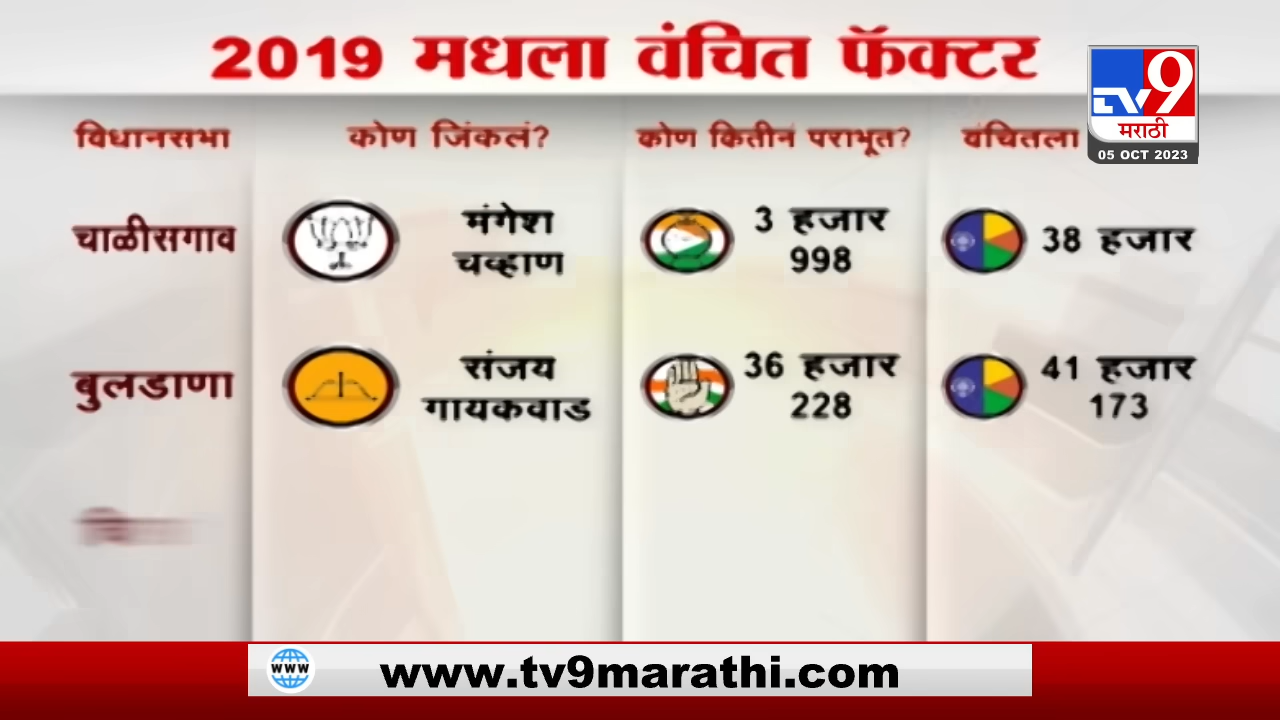 2019 मधला वंचित फॅक्टर
TV9
मराठी
05 OCT 2023
विधानसभा
कोण जिंकलं?
कोण कितीनं पराभूत?
वंचितला
चाळीसगाव
मंगेश
चव्हाण
3 हजार
998
38 हजार
बुलडाणा
संजय
गायकवाड
36 हजार
228
41 हजार
173
www
www.tv9marathi.com